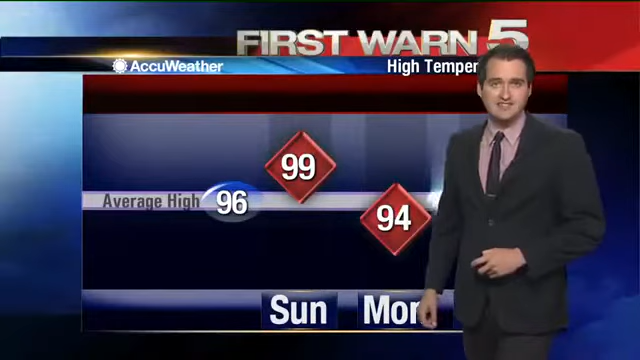 FIRST WARN 5
AccuWeather
High Temper
99
Average High 96
94
Sun Mon